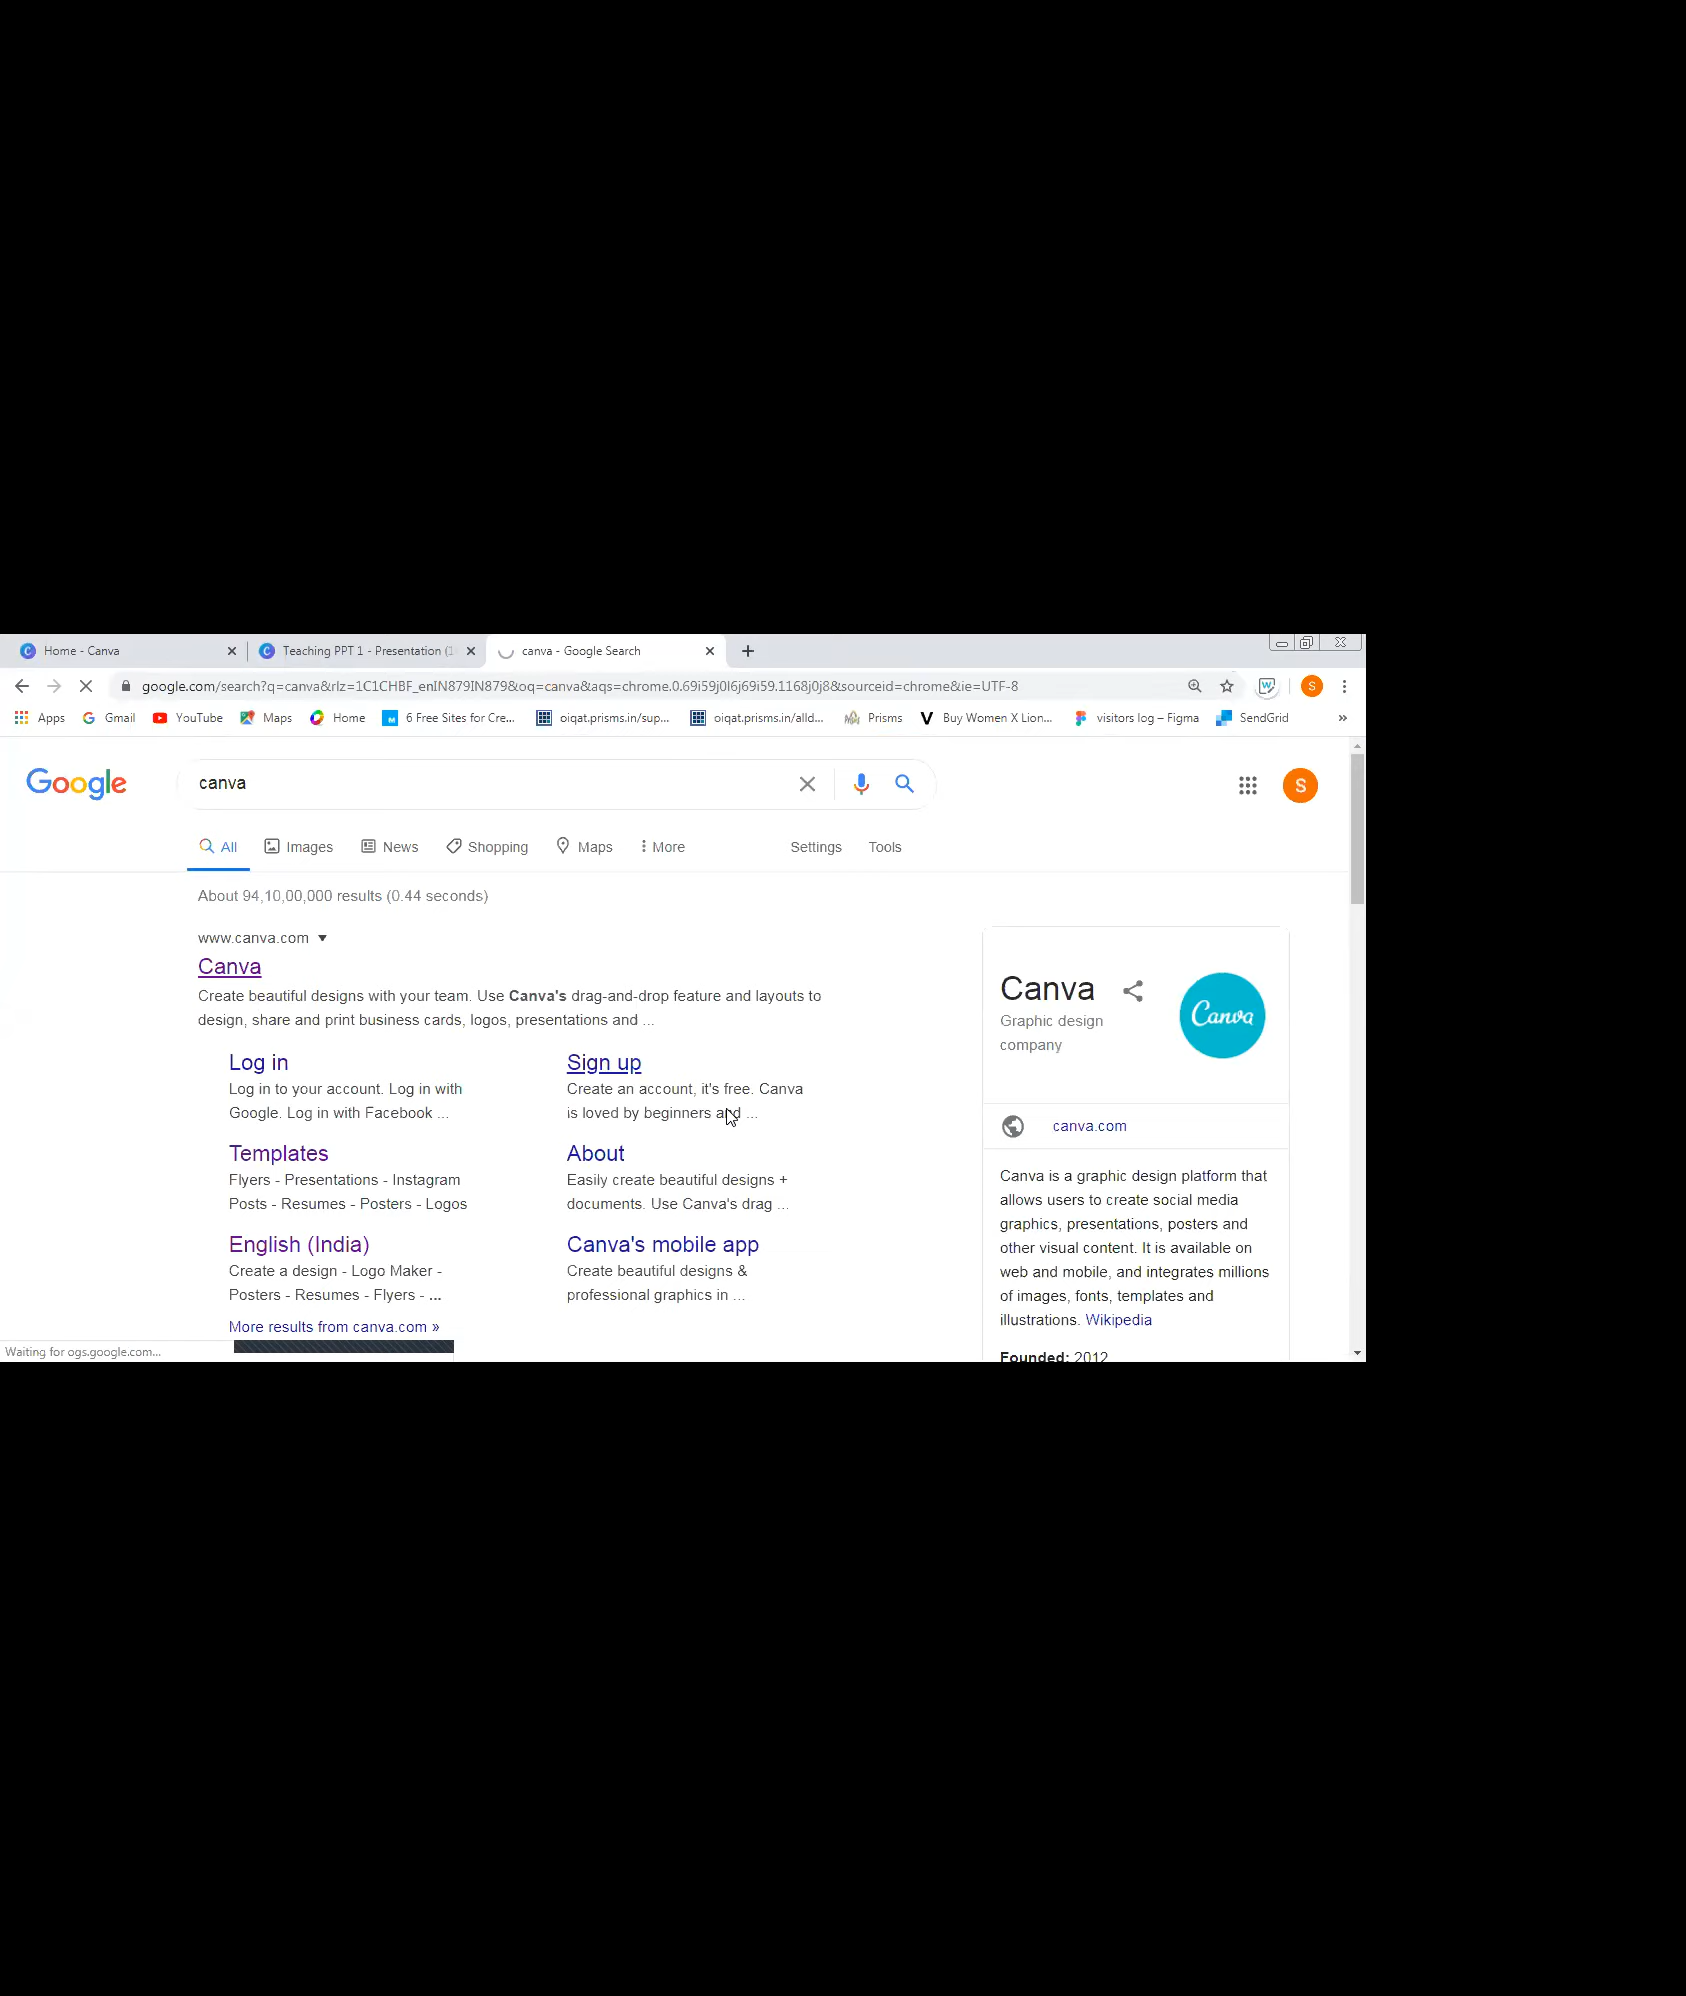 Home - Canva
Teaching PPT 1 - Presentation (1
canva - Google Search
google.com/search?q=canva&rlz=1C1CHBF_enIN879IN879&oq=canva&aqs=chrome.0.69i59j0l6j69i59.1168j0j8&sourceid=chrome&ie=UTF-8
S
Apps Gmail YouTube Maps Home 6 Free Sites for Cre... oiqat.prisms.in/sup... oiqat.prisms.in/alld... Prisms Buy Women X Lion... visitors log – Figma SendGrid »
Google
canva
S
All Images News Shopping Maps More Settings Tools
About 94,10,00,000 results (0.44 seconds)
www.canva.com
Canva
Create beautiful designs with your team. Use Canva's drag-and-drop feature and layouts to
design, share and print business cards, logos, presentations and ...
Log in
Log in to your account. Log in with
Google. Log in with Facebook ...
Sign up
Create an account, it's free. Canva
is loved by beginners and ...
Templates
Flyers - Presentations - Instagram
Posts - Resumes - Posters - Logos
About
Easily create beautiful designs +
documents. Use Canva's drag ...
English (India)
Create a design - Logo Maker -
Posters - Resumes - Flyers - ...
Canva's mobile app
Create beautiful designs &
professional graphics in ...
More results from canva.com »
Canva
Graphic design
company
Canva
canva.com
Canva is a graphic design platform that
allows users to create social media
graphics, presentations, posters and
other visual content. It is available on
web and mobile, and integrates millions
of images, fonts, templates and
illustrations. Wikipedia
Founded: 2012
Waiting for ogs.google.com...